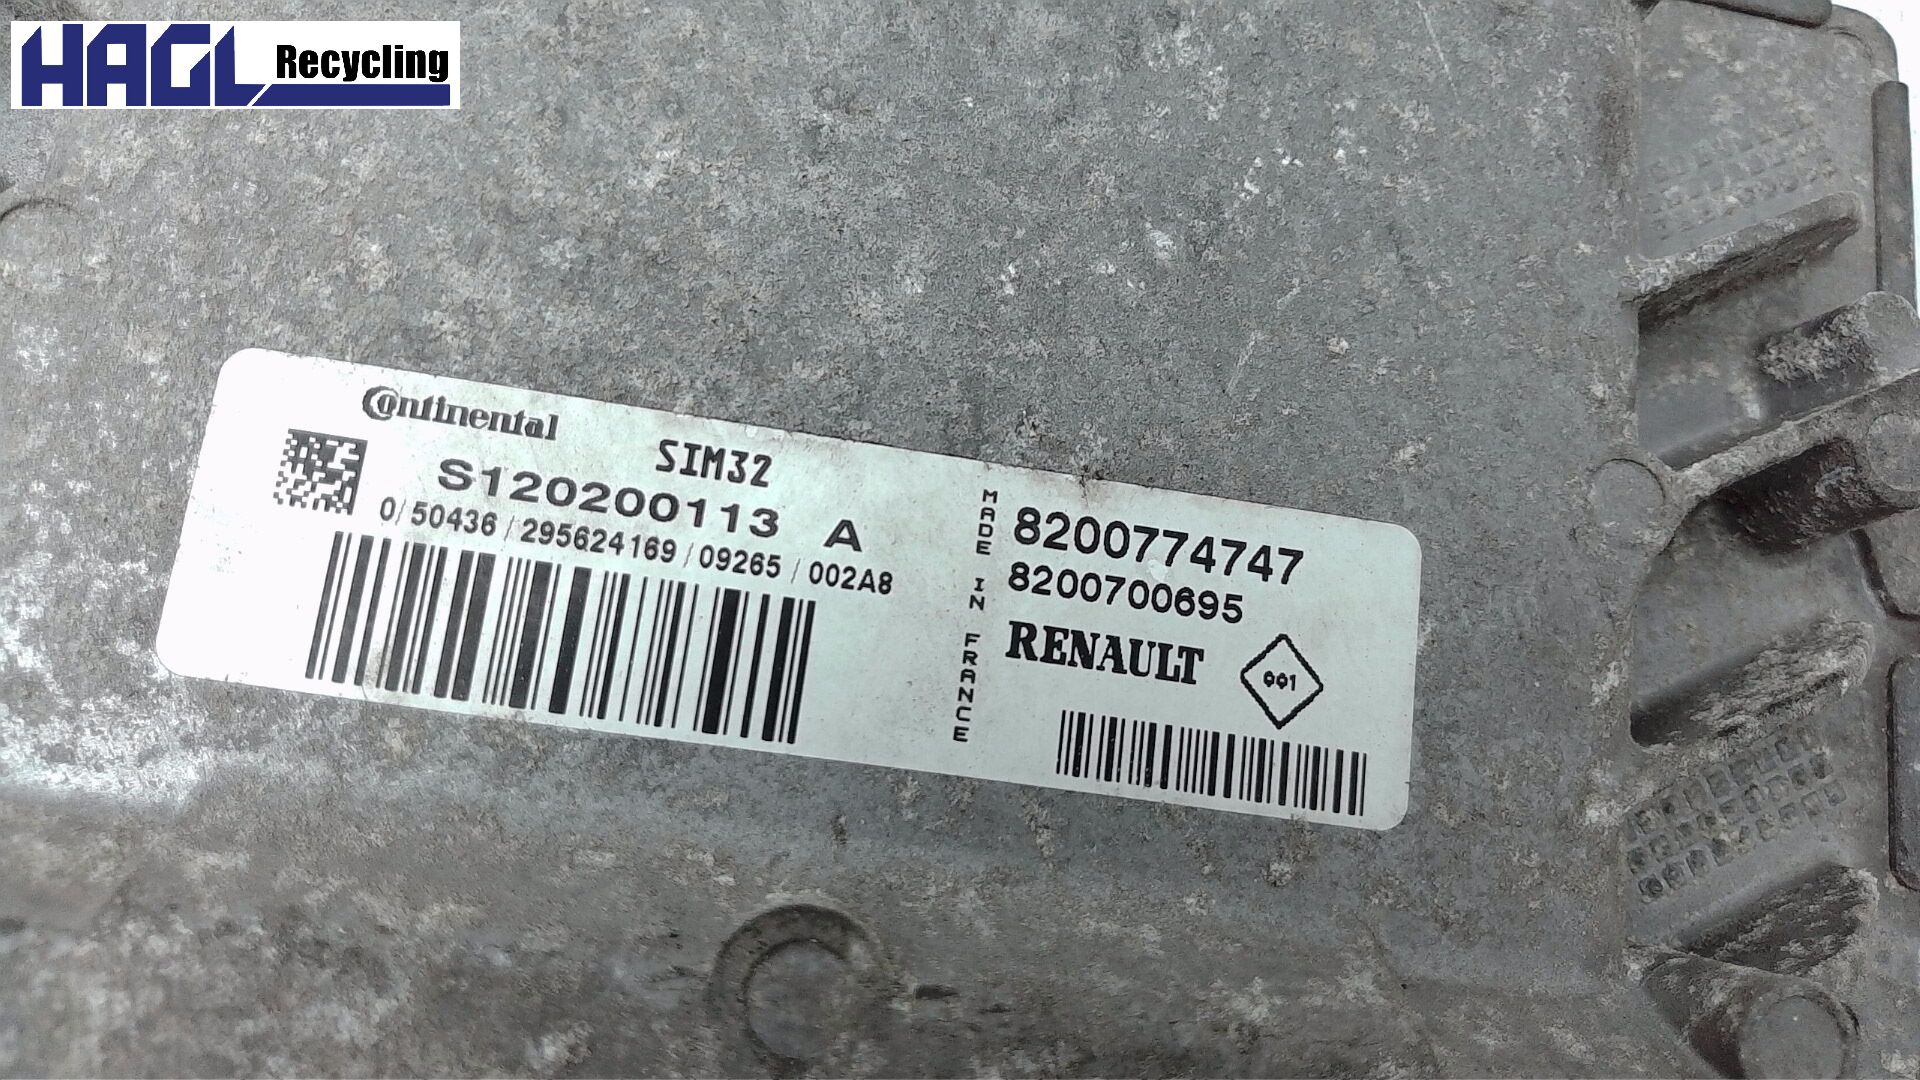 HAGL Recycling
Continental
SIM32
S120200113 A
0/50436/295624169/09265/002A8
MADE IN FRANCE
8200774747
8200700695
RENAULT
001